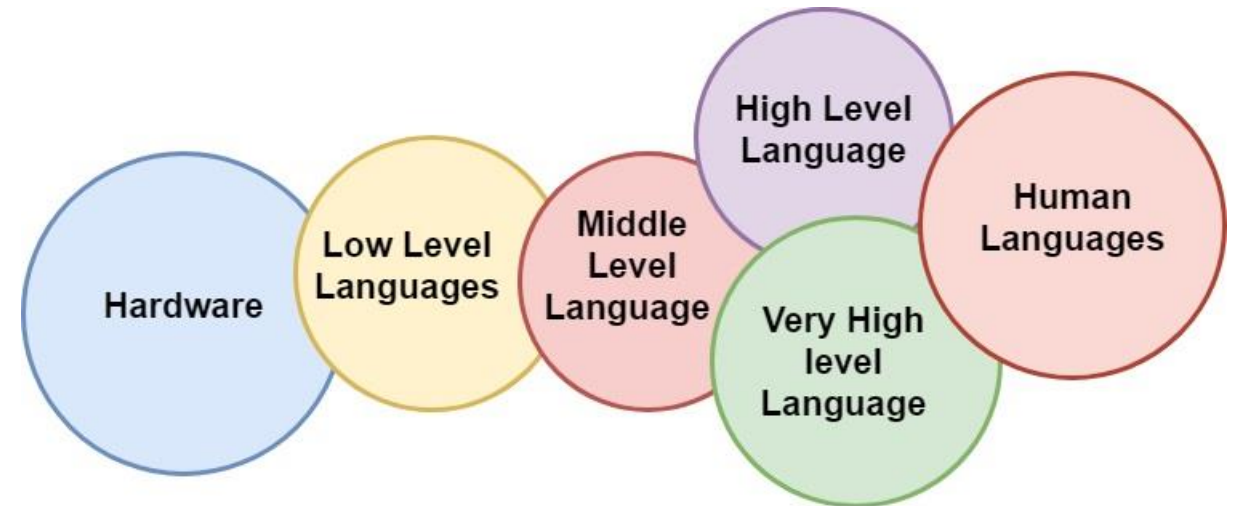 Hardware
Low Level
Languages
Middle
Level
Language
High Level
Language
Very High
level
Language
Human
Languages